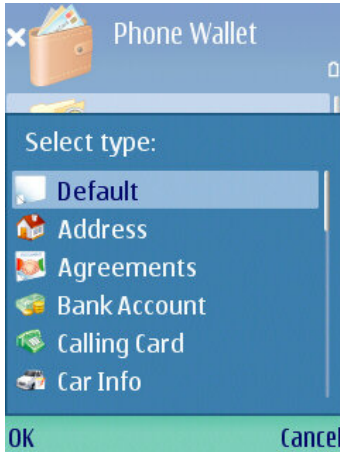 Phone Wallet
Select type:
Default
Address
Agreements
Bank Account
Calling Card
Car Info
OK Cancel